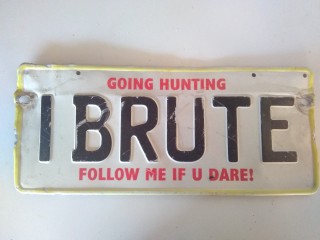 GOING HUNTING
I BRUTE
FOLLOW ME IF U DARE!